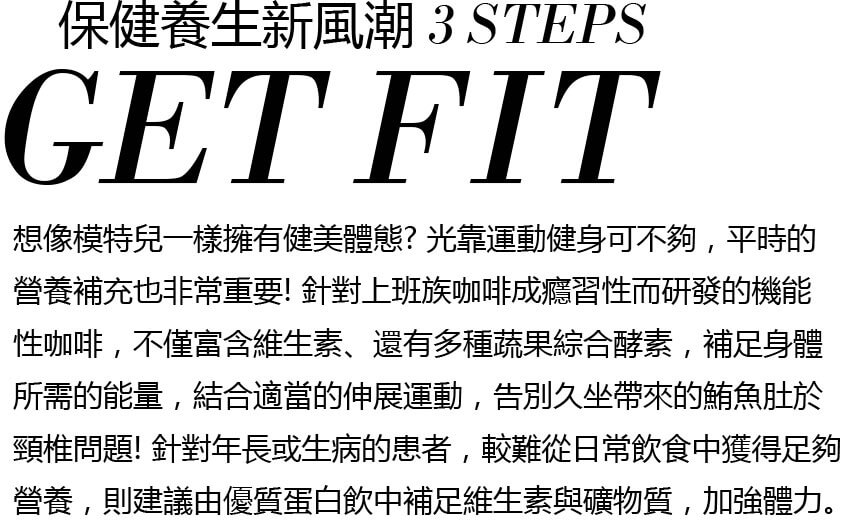 保健養生新風潮 3 STEPS
GET FIT
想像模特兒一樣擁有健美體態? 光靠運動健身可不夠，平時的
營養補充也非常重要! 針對上班族咖啡成癮習性而研發的機能
性咖啡，不僅富含維生素、還有多種蔬果綜合酵素，補足身體
所需的能量，結合適當的伸展運動，告別久坐帶來的鮪魚肚於
頸椎問題! 針對年長或生病的患者，較難從日常飲食中獲得足夠
營養，則建議由優質蛋白飲中補足維生素與礦物質，加強體力。